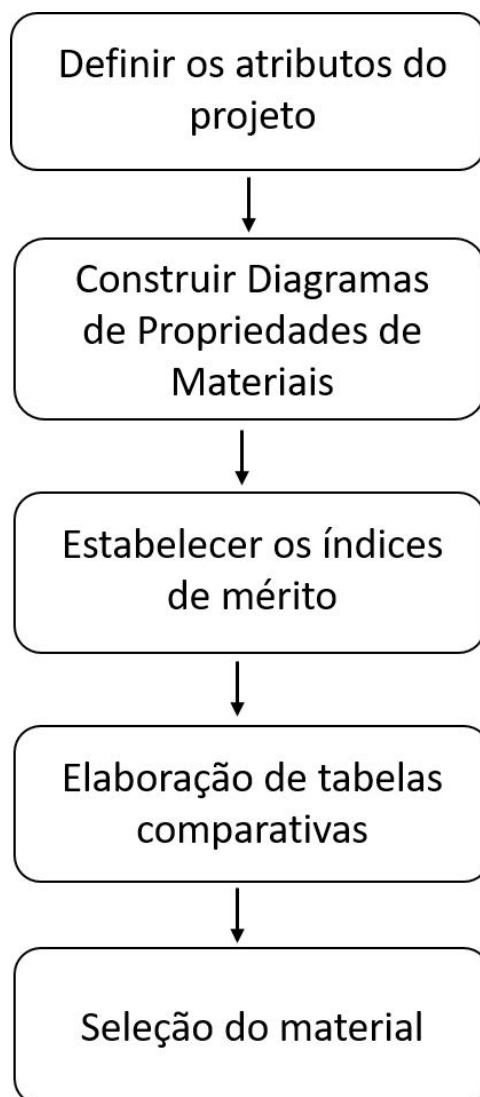 Definir os atributos do
projeto
Construir Diagramas
de Propriedades de
Materiais
Estabelecer os índices
de mérito
Elaboração de tabelas
comparativas
Seleção do material